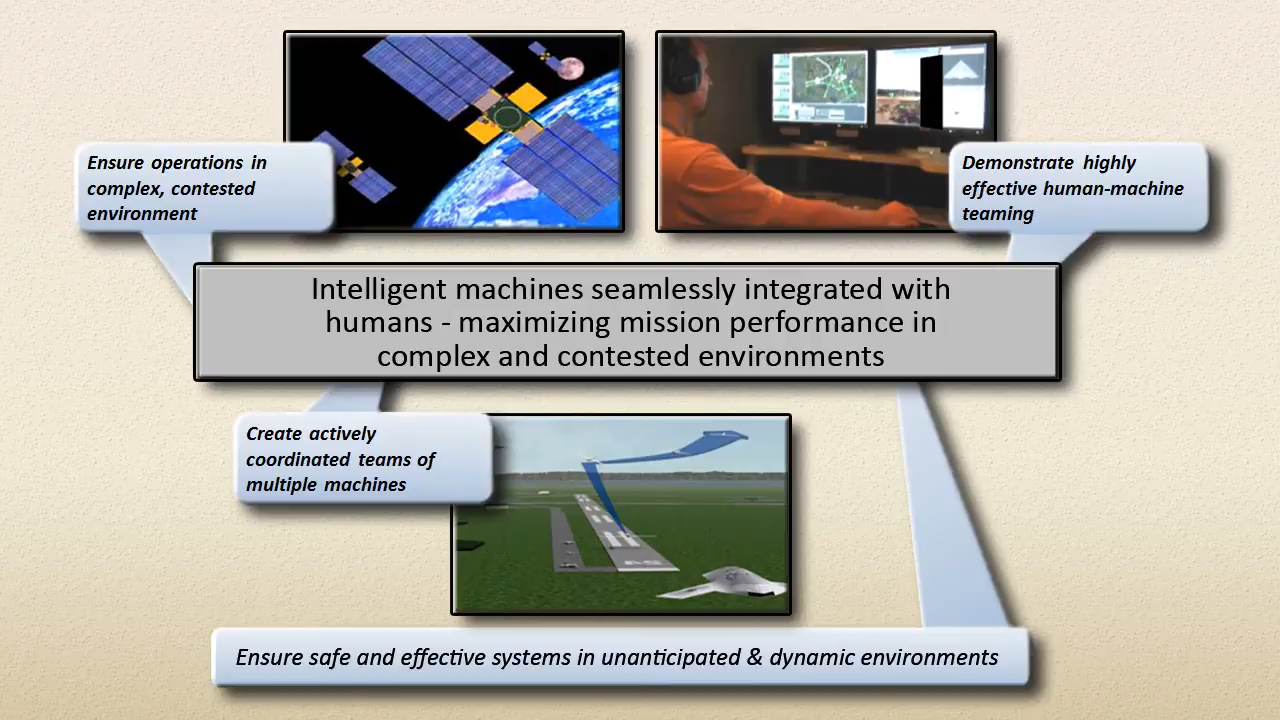 Ensure operations in
complex, contested
environment
Demonstrate highly
effective human-machine
teaming
Intelligent machines seamlessly integrated with
humans - maximizing mission performance in
complex and contested environments
Create actively
coordinated teams of
multiple machines
Ensure safe and effective systems in unanticipated & dynamic environments